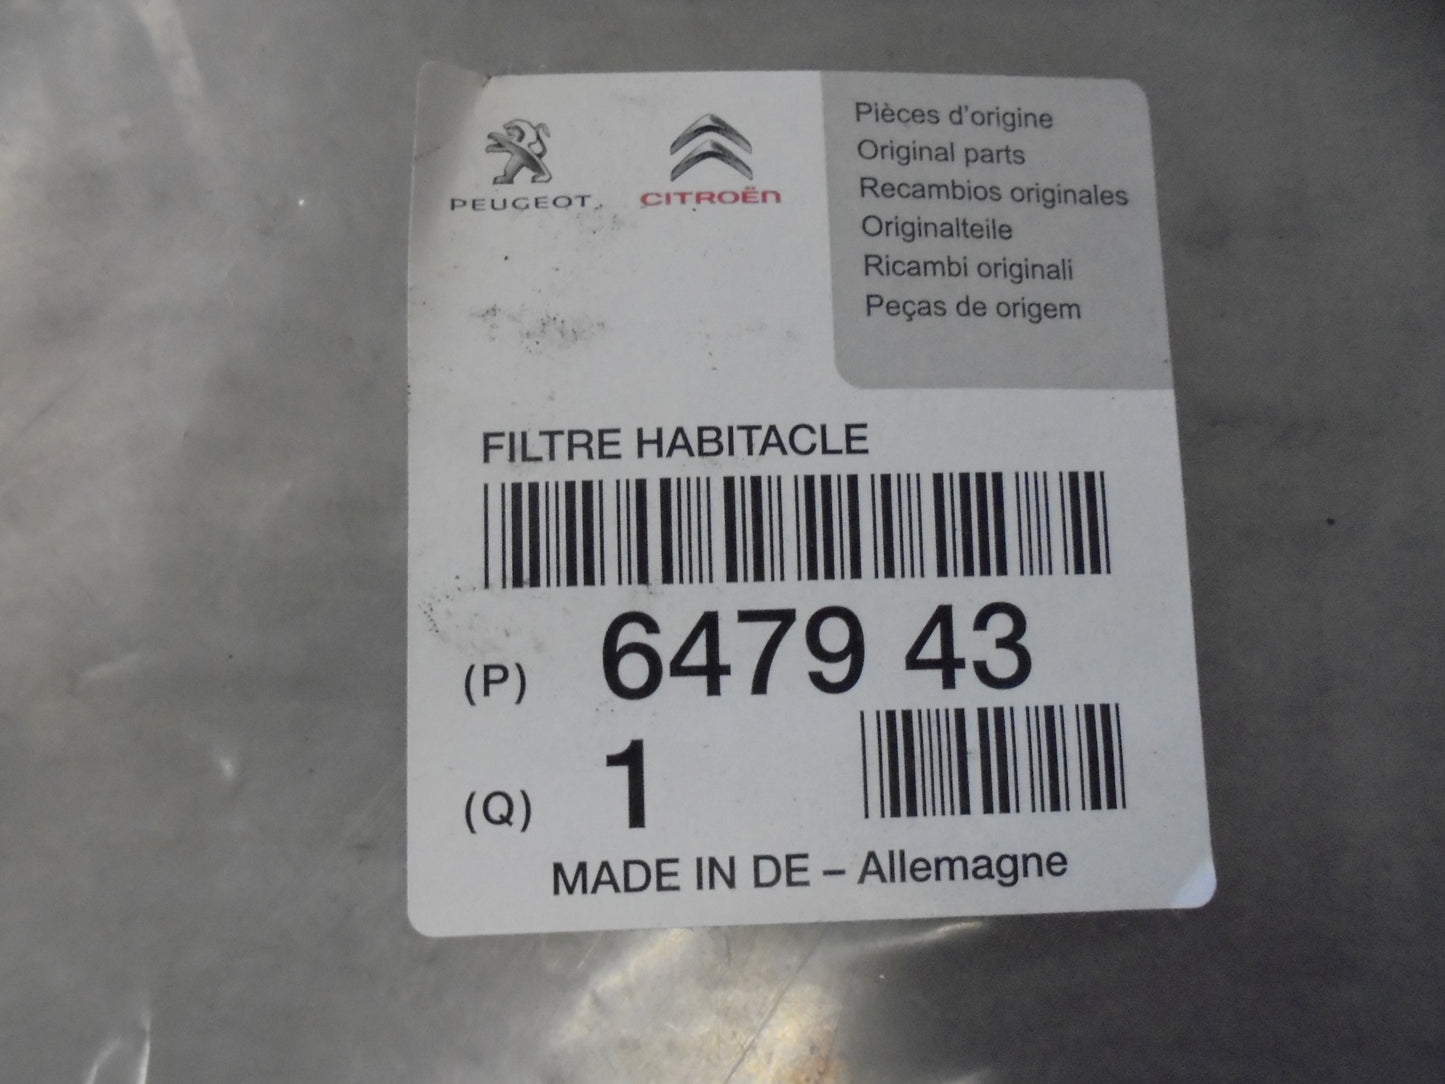 PEUGEOT
CITROËN
Pièces d'origine
Original parts
Recambios originales
Originalteile
Ricambi originali
Peças de origem
FILTRE HABITACLE
(P) 6479 43
(Q) 1
MADE IN DE – Allemagne